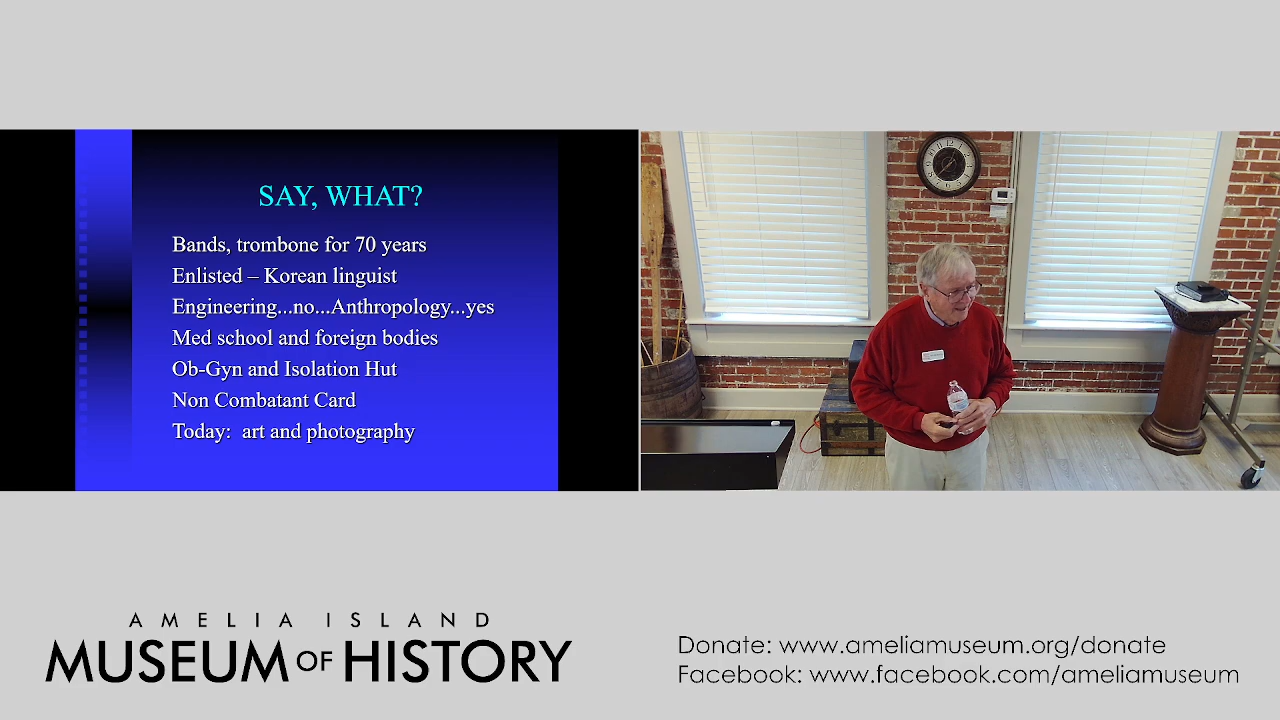 SAY, WHAT?
Bands, trombone for 70 years
Enlisted – Korean linguist
Engineering...no...Anthropology...yes
Med school and foreign bodies
Ob-Gyn and Isolation Hut
Non Combatant Card
Today:  art and photography
AMELIA ISLAND
MUSEUM OF HISTORY
Donate: www.ameliamuseum.org/donate
Facebook: www.facebook.com/ameliamuseum